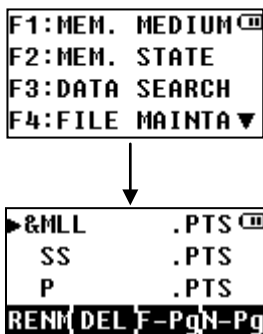 F1:MEM. MEDIUM
F2:MEM. STATE
F3:DATA SEARCH
F4:FILE MAINTA
&MLL .PTS
SS .PTS
P .PTS
RENM DEL F-Pg N-Pg